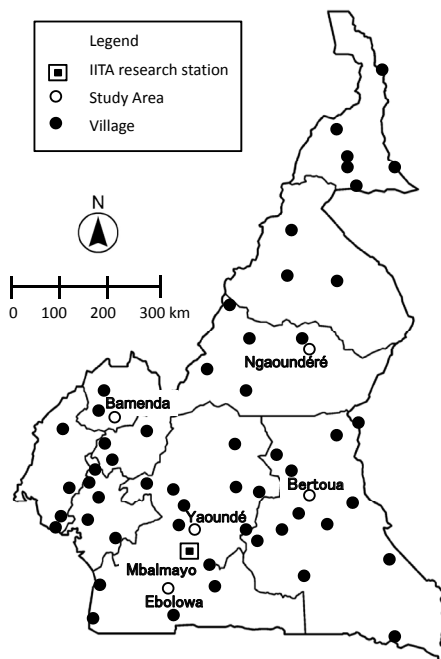 Legend
IITA research station
Study Area
Village
N
0 100 200 300 km
Ngaoundéré
Bamenda
Bertoua
Yaoundé
Mbalmayo
Ebolowa